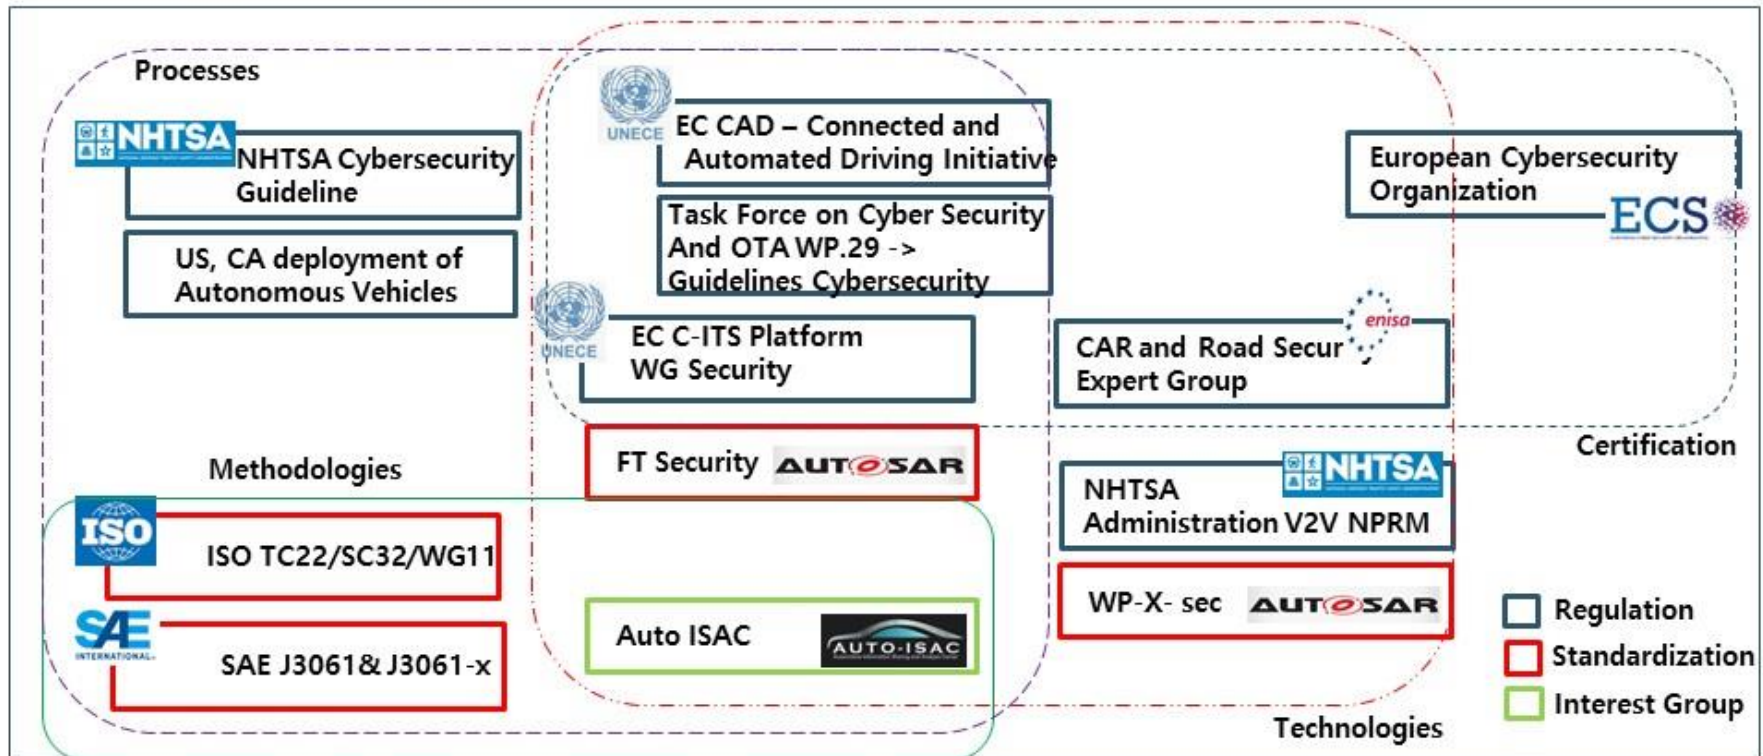 Processes
NHTSA
NHTSA Cybersecurity
Guideline
US, CA deployment of
Autonomous Vehicles
UNECE
EC CAD – Connected and
Automated Driving Initiative
Task Force on Cyber Security
And OTA WP.29 ->
Guidelines Cybersecurity
UNECE
EC C-ITS Platform
WG Security
European Cybersecurity
Organization
ECS
enisa
CAR and Road Secur y
Expert Group
Certification
FT Security AUTOSAR
Methodologies
ISO
ISO TC22/SC32/WG11
SAE
INTERNATIONAL
SAE J3061& J3061-x
Auto ISAC
AUTO-ISAC
NHTSA
NHTSA
Administration V2V NPRM
WP-X- sec AUTOSAR
Technologies
Regulation
Standardization
Interest Group